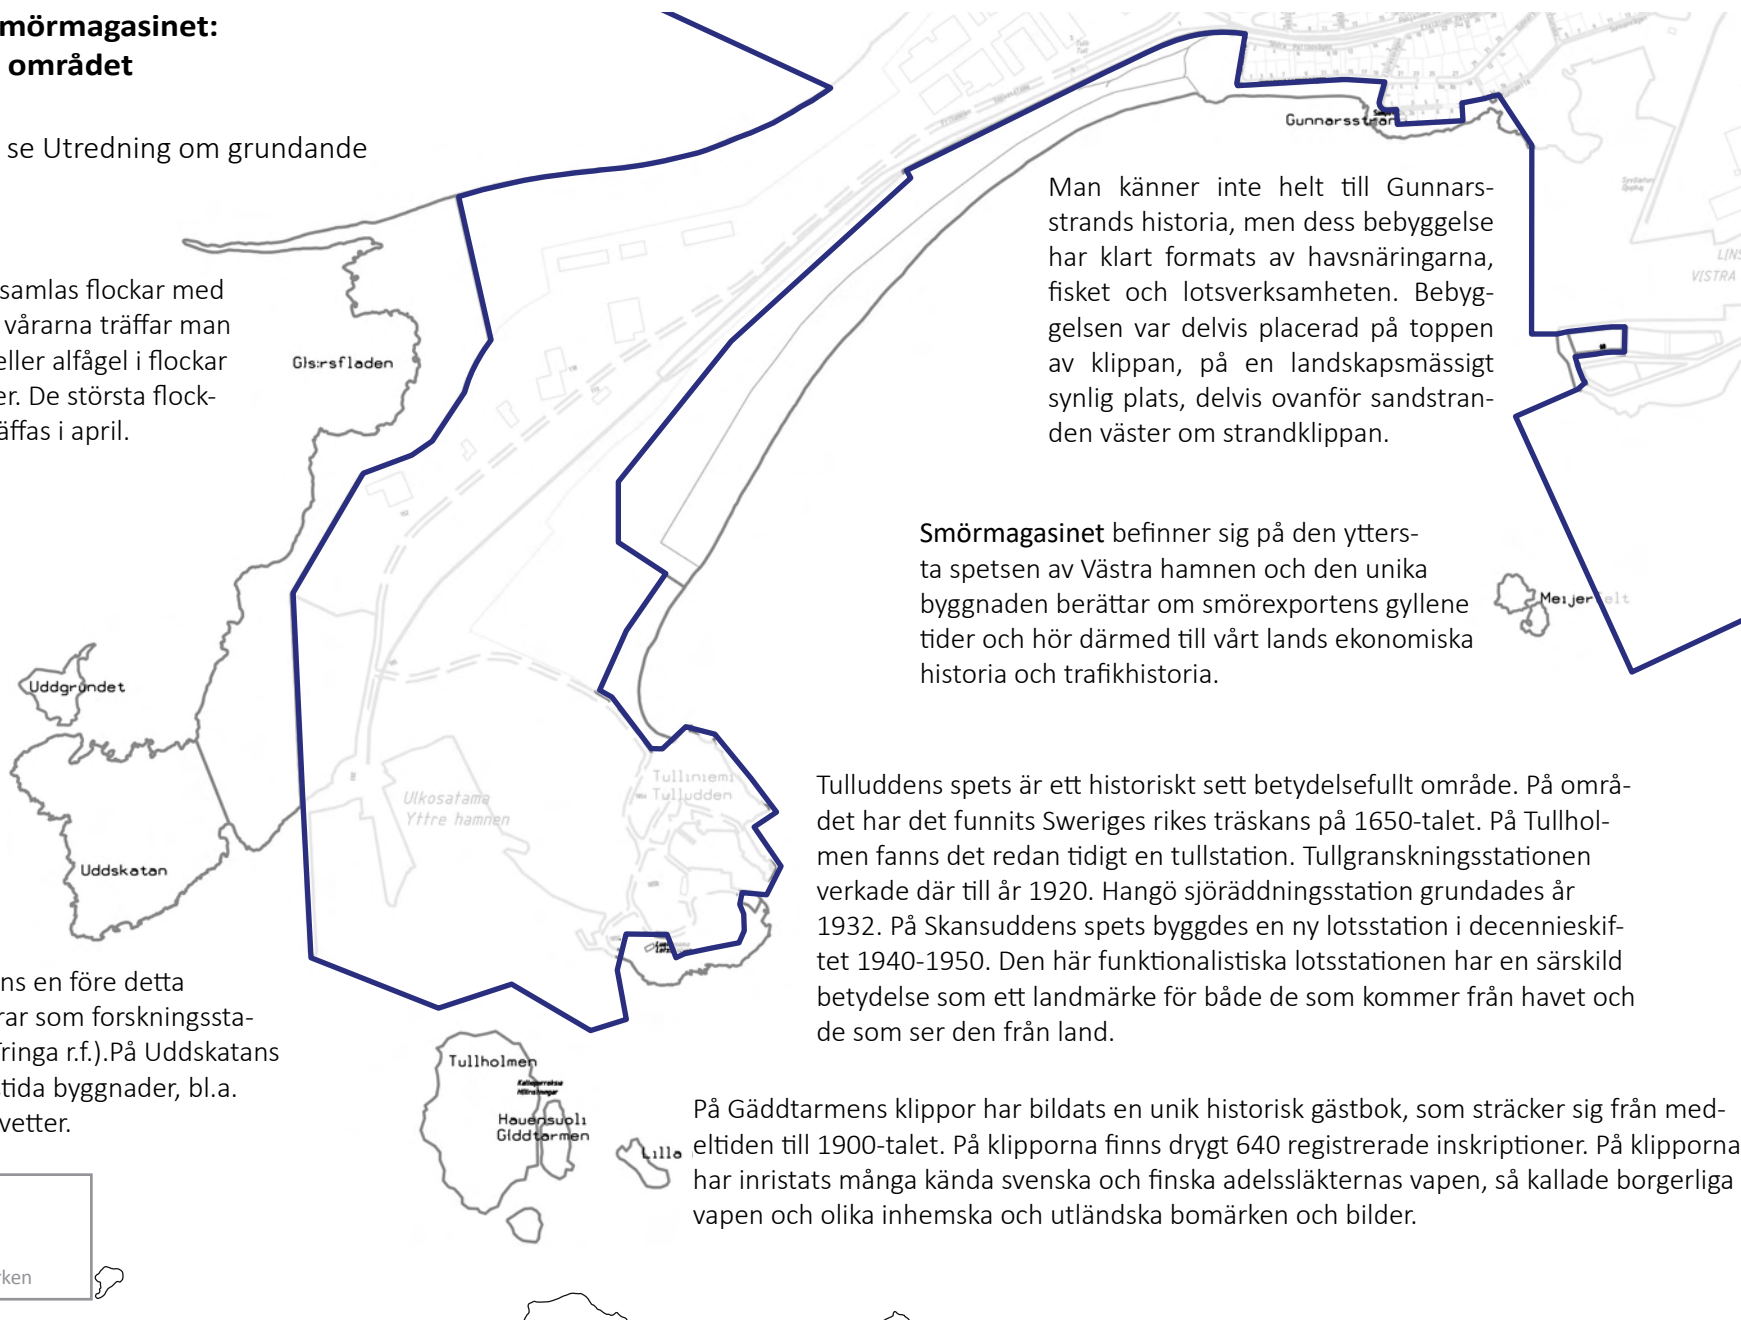 mörmagasinet:
området
se Utredning om grundande
samlas flockar med
vårarna träffar man
eller alfågel i flockar
er. De största flock-
äffas i april.
Gunnarsstran
Man känner inte helt till Gunnars-
strands historia, men dess bebyggelse
har klart formats av havsnäringarna,
fisket och lotsverksamheten. Bebyg-
gelsen var delvis placerad på toppen
av klippan, på en landskapsmässigt
synlig plats, delvis ovanför sandstran-
den väster om strandklippan.
VISTRA
Smörmagasinet befinner sig på den ytters-
ta spetsen av Västra hamnen och den unika
byggnaden berättar om smörexportens gyllene
tider och hör därmed till vårt lands ekonomiska
historia och trafikhistoria.
Meijerfelt
Uddgrundet
Uddskatan
Ulkosatama
Yttre hamnen
Tulliniemi
Tulludden
Tulluddens spets är ett historiskt sett betydelsefullt område. På områ-
det har det funnits Sweriges rikes träskans på 1650-talet. På Tullhol-
men fanns det redan tidigt en tullstation. Tullgranskningsstationen
verkade där till år 1920. Hangö sjöräddningsstation grundades år
1932. På Skansuddens spets byggdes en ny lotsstation i decennieskif-
tet 1940-1950. Den här funktionalistiska lotsstationen har en särskild
betydelse som ett landmärke för både de som kommer från havet och
de som ser den från land.
ns en före detta
rar som forskningssta-
Tringa r.f.).På Uddskatans
stida byggnader, bl.a.
vetter.
Tullholmen
Hauensuoli
Gıddtarmen
Lilla
På Gäddtarmens klippor har bildats en unik historisk gästbok, som sträcker sig från med-
eltiden till 1900-talet. På klipporna finns drygt 640 registrerade inskriptioner. På klipporna
har inristats många kända svenska och finska adelssläkternas vapen, så kallade borgerliga
vapen och olika inhemska och utländska bomärken och bilder.
rken